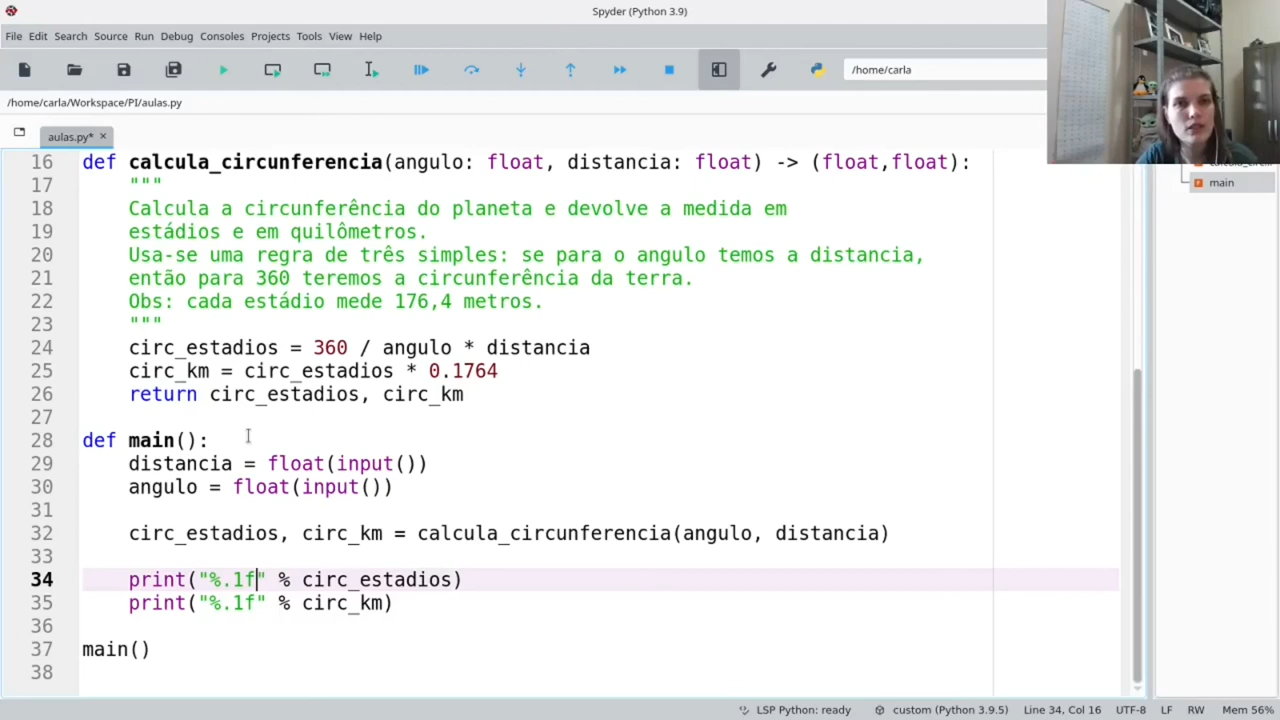 Spyder (Python 3.9)
File Edit Search Source Run Debug Consoles Projects Tools View Help
/home/carla
/home/carla/Workspace/PI/aulas.py
aulas.py*
main
16 def calcula_circunferencia(angulo: float, distancia: float) -> (float,float):
17 """
18 Calcula a circunferência do planeta e devolve a medida em
19 estádios e em quilômetros.
20 Usa-se uma regra de três simples: se para o angulo temos a distancia,
21 então para 360 teremos a circunferência da terra.
22 Obs: cada estádio mede 176,4 metros.
23 """
24 circ_estadios = 360 / angulo * distancia
25 circ_km = circ_estadios * 0.1764
26 return circ_estadios, circ_km
27
28 def main():
29 distancia = float(input())
30 angulo = float(input())
31
32 circ_estadios, circ_km = calcula_circunferencia(angulo, distancia)
33
34 print("%.1f" % circ_estadios)
35 print("%.1f" % circ_km)
36
37 main()
38
LSP Python: ready custom (Python 3.9.5) Line 34, Col 16 UTF-8 LF RW Mem 56%